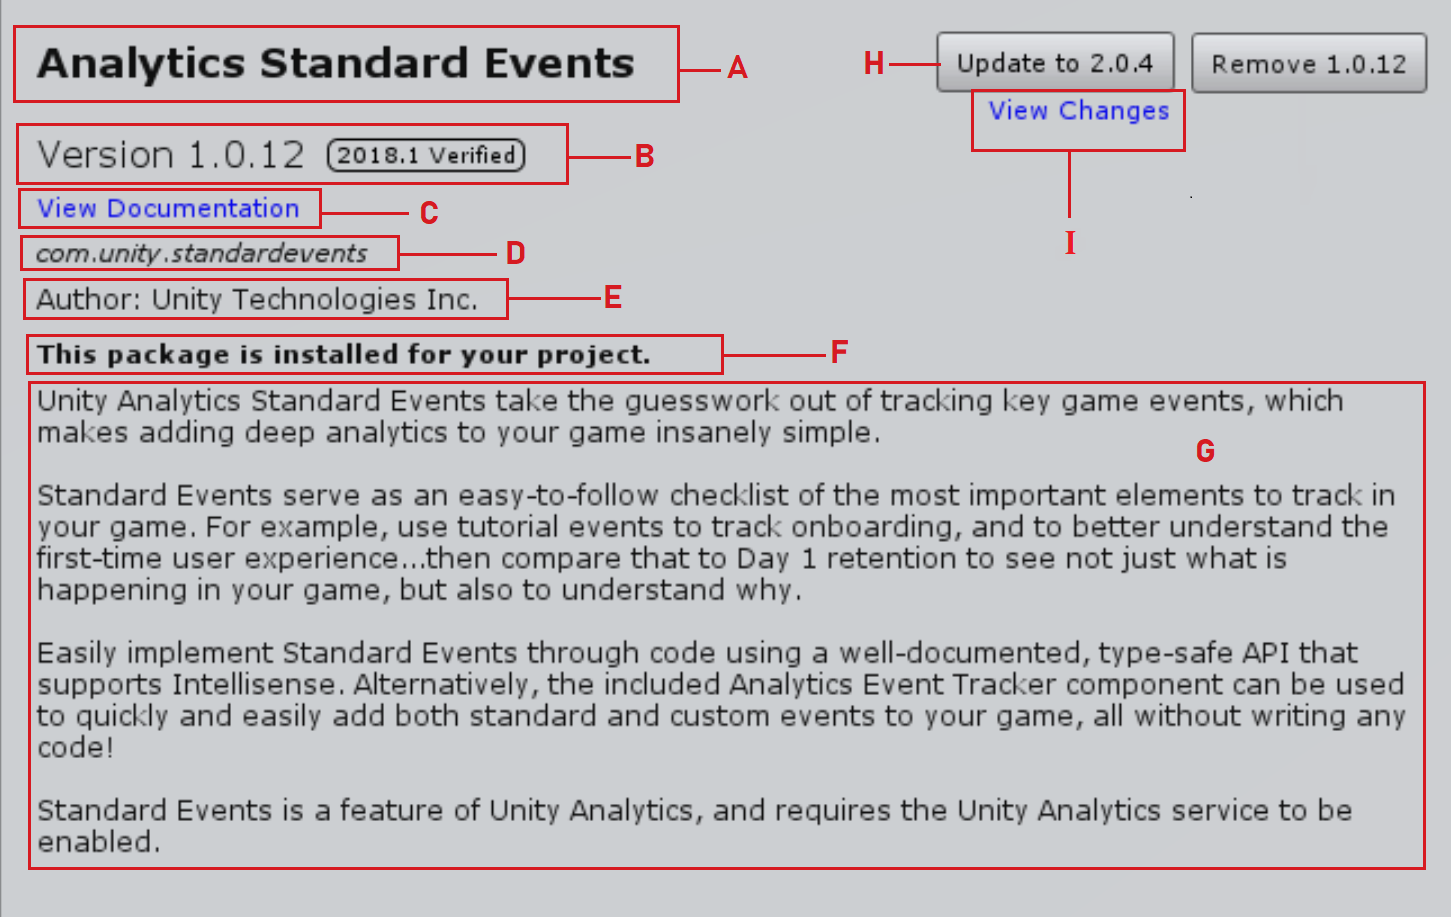 Analytics Standard Events
A
H
Update to 2.0.4
Remove 1.0.12
View Changes
Version 1.0.12 2018.1 Verified
B
View Documentation
C
I
com.unity.standardevents
D
Author: Unity Technologies Inc.
E
This package is installed for your project.
F
Unity Analytics Standard Events take the guesswork out of tracking key game events, which
makes adding deep analytics to your game insanely simple.
G
Standard Events serve as an easy-to-follow checklist of the most important elements to track in
your game. For example, use tutorial events to track onboarding, and to better understand the
first-time user experience...then compare that to Day 1 retention to see not just what is
happening in your game, but also to understand why.
Easily implement Standard Events through code using a well-documented, type-safe API that
supports Intellisense. Alternatively, the included Analytics Event Tracker component can be used
to quickly and easily add both standard and custom events to your game, all without writing any
code!
Standard Events is a feature of Unity Analytics, and requires the Unity Analytics service to be
enabled.